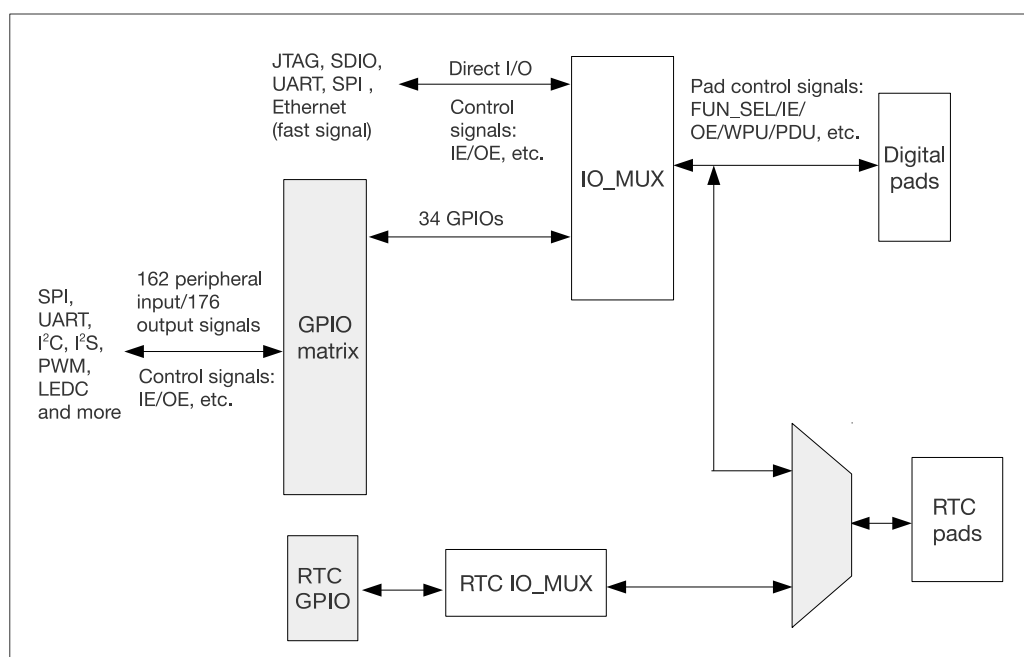 JTAG, SDIO,
UART, SPI ,
Ethernet
(fast signal)
Direct I/O
Control
signals:
IE/OE, etc.
IO_MUX
Pad control signals:
FUN_SEL/IE/
OE/WPU/PDU, etc.
Digital
pads
34 GPIOs
SPI,
UART,
I²C, I²S,
PWM,
LEDC
and more
162 peripheral
input/176
output signals
Control signals:
IE/OE, etc.
GPIO
matrix
RTC
GPIO
RTC IO_MUX
RTC
pads